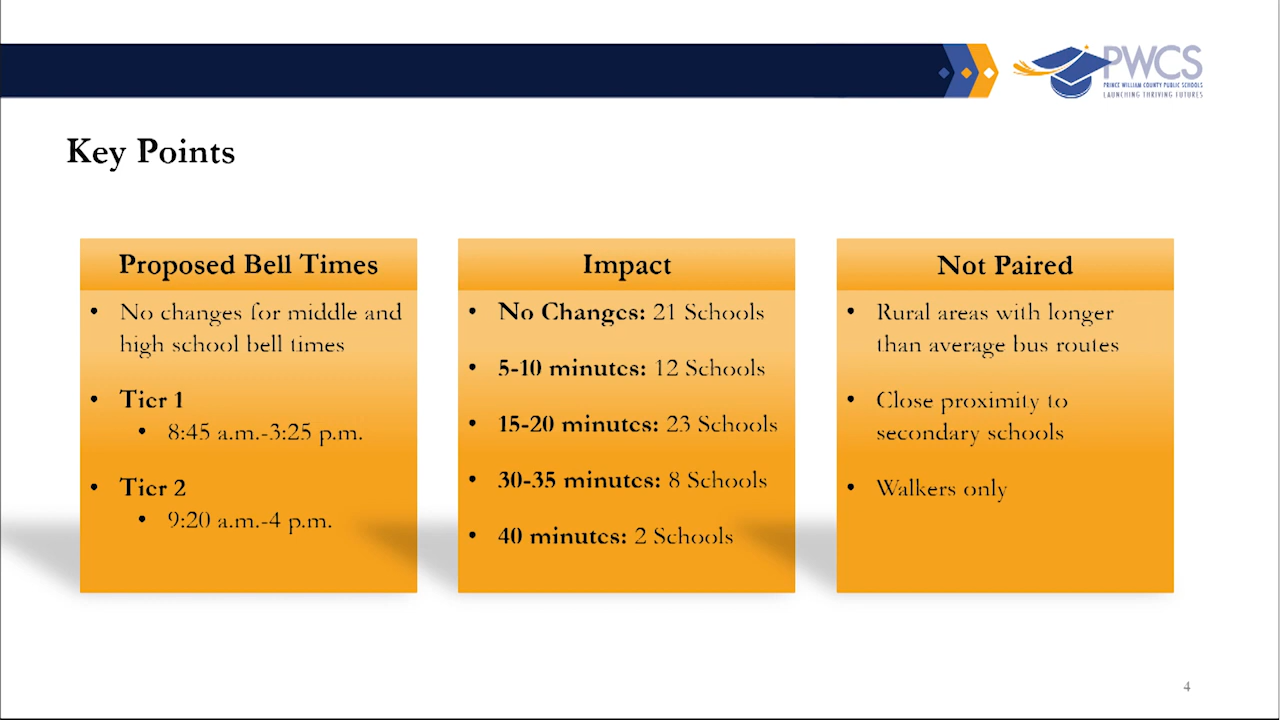 PWCS
PRINCE WILLIAM COUNTY PUBLIC SCHOOLS
LAUNCHING THRIVING FUTURES
Key Points
Proposed Bell Times
• No changes for middle and
high school bell times
• Tier 1
• 8:45 a.m.-3:25 p.m.
• Tier 2
• 9:20 a.m.-4 p.m.
Impact
• No Changes: 21 Schools
• 5-10 minutes: 12 Schools
• 15-20 minutes: 23 Schools
• 30-35 minutes: 8 Schools
• 40 minutes: 2 Schools
Not Paired
• Rural areas with longer
than average bus routes
• Close proximity to
secondary schools
• Walkers only
4